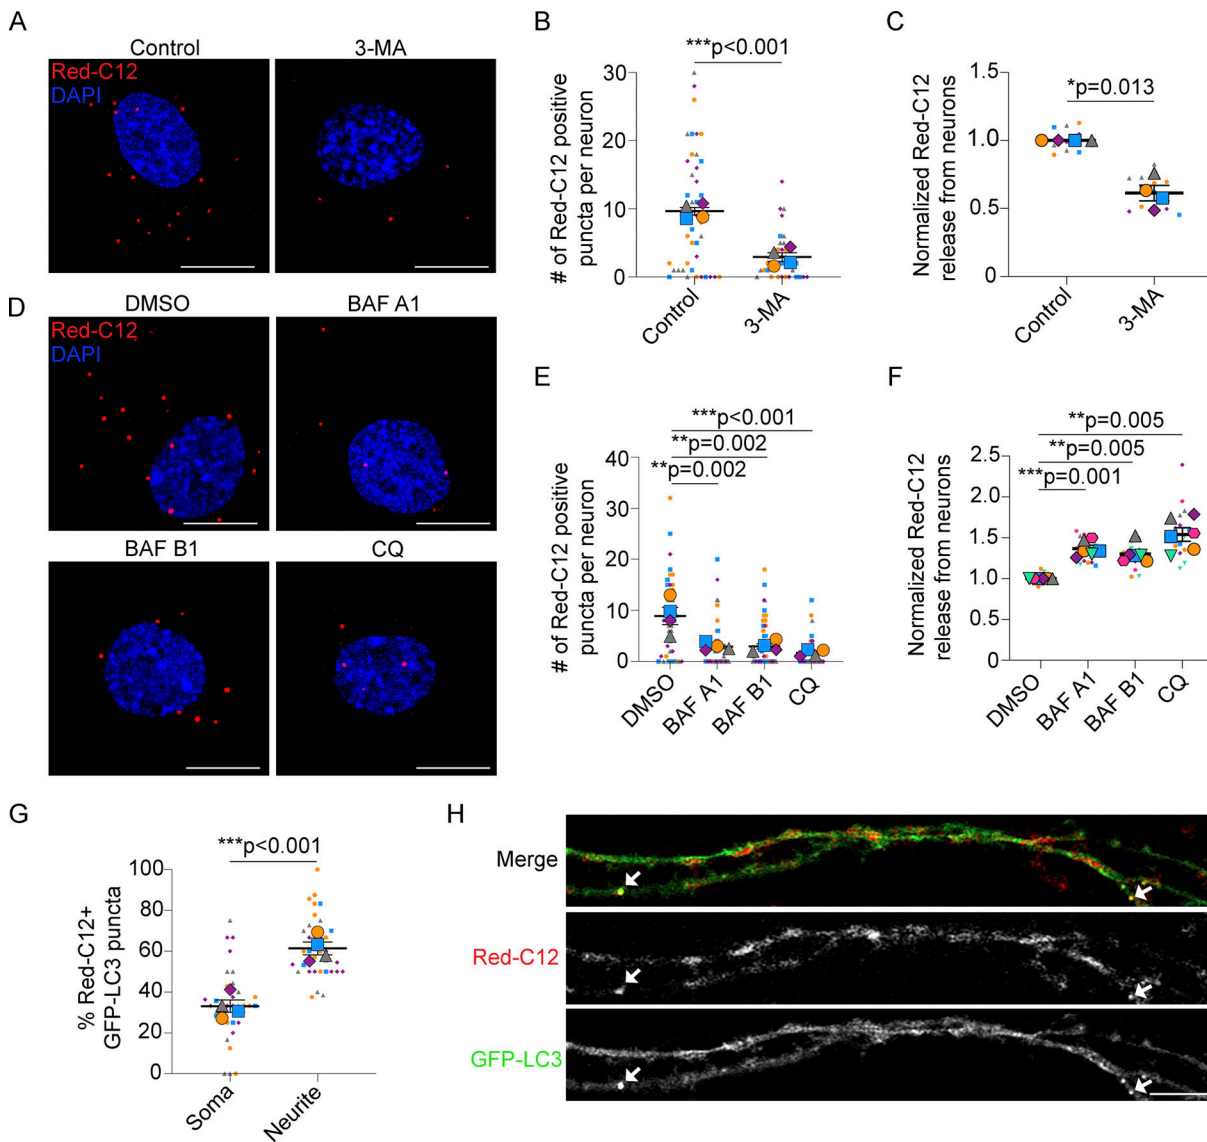 A
Control
3-MA
Red-C12
DAPI
B
***p<0.001
# of Red-C12 positive
puncta per neuron
30
20
10
0
Control
3-MA
C
*p=0.013
Normalized Red-C12
release from neurons
1.5
1.0
0.5
0
Control
3-MA
D
DMSO
BAF A1
Red-C12
DAPI
BAF B1
CQ
E
***p<0.001
**p=0.002
**p=0.002
# of Red-C12 positive
puncta per neuron
40
30
20
10
0
DMSO
BAF A1
BAF B1
CQ
F
**p=0.005
**p=0.005
***p=0.001
Normalized Red-C12
release from neurons
2.5
2.0
1.5
1.0
0.5
0
DMSO
BAF A1
BAF B1
CQ
G
***p<0.001
% Red-C12+
GFP-LC3 puncta
100
80
60
40
20
0
Soma
Neurite
H
Merge
Red-C12
GFP-LC3